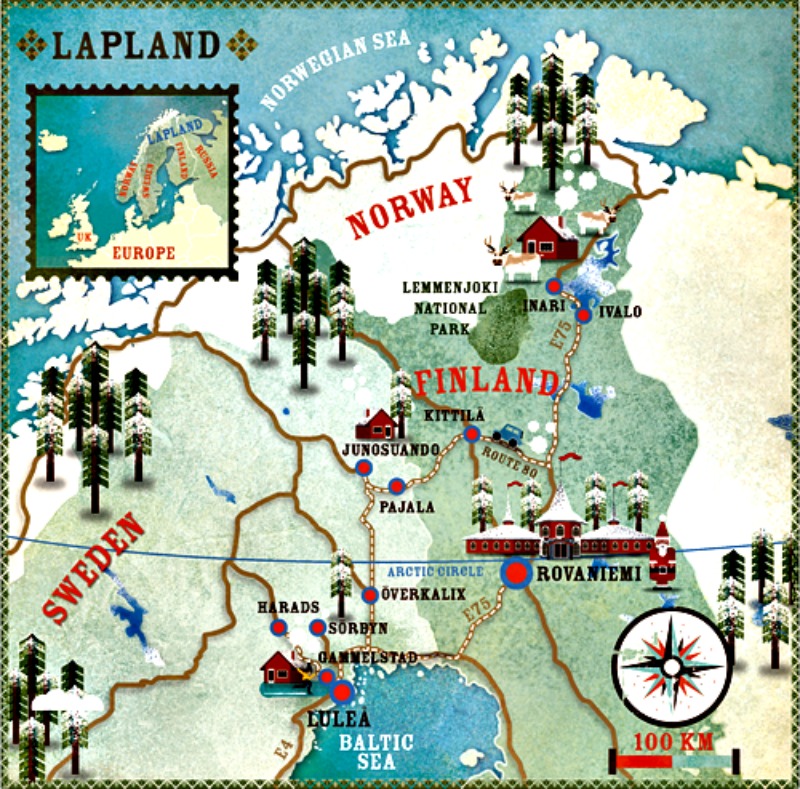 LAPLAND
NORWEGIAN SEA
LAPLAND
NORWAY
SWEDEN
FINLAND
RUSSIA
UK
EUROPE
NORWAY
LEMMENJOKI
NATIONAL
PARK
INARI
IVALO
E75
FINLAND
KITTILÄ
ROUTE 80
JUNOSUANDO
PAJALA
SWEDEN
ARCTIC CIRCLE
ROVANIEMI
ÖVERKALIX
E75
HARADS
SÖRBYN
GAMMELSTAD
LULEÅ
E4
BALTIC
SEA
100 KM